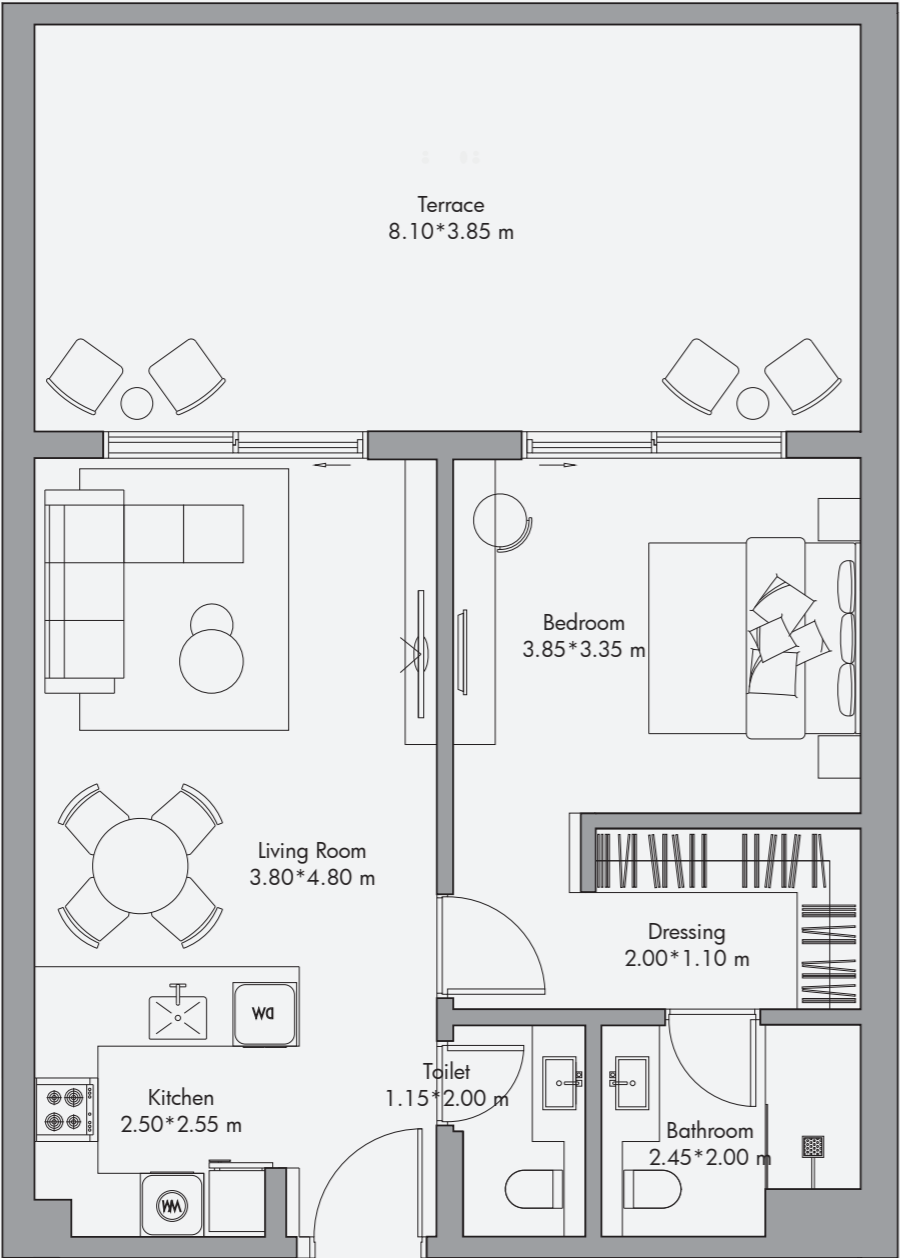 Terrace
8.10*3.85 m
Bedroom
3.85*3.35 m
Living Room
3.80*4.80 m
Dressing
2.00*1.10 m
DW
Toilet
1.15*2.00 m
Kitchen
2.50*2.55 m
Bathroom
2.45*2.00 m
WM